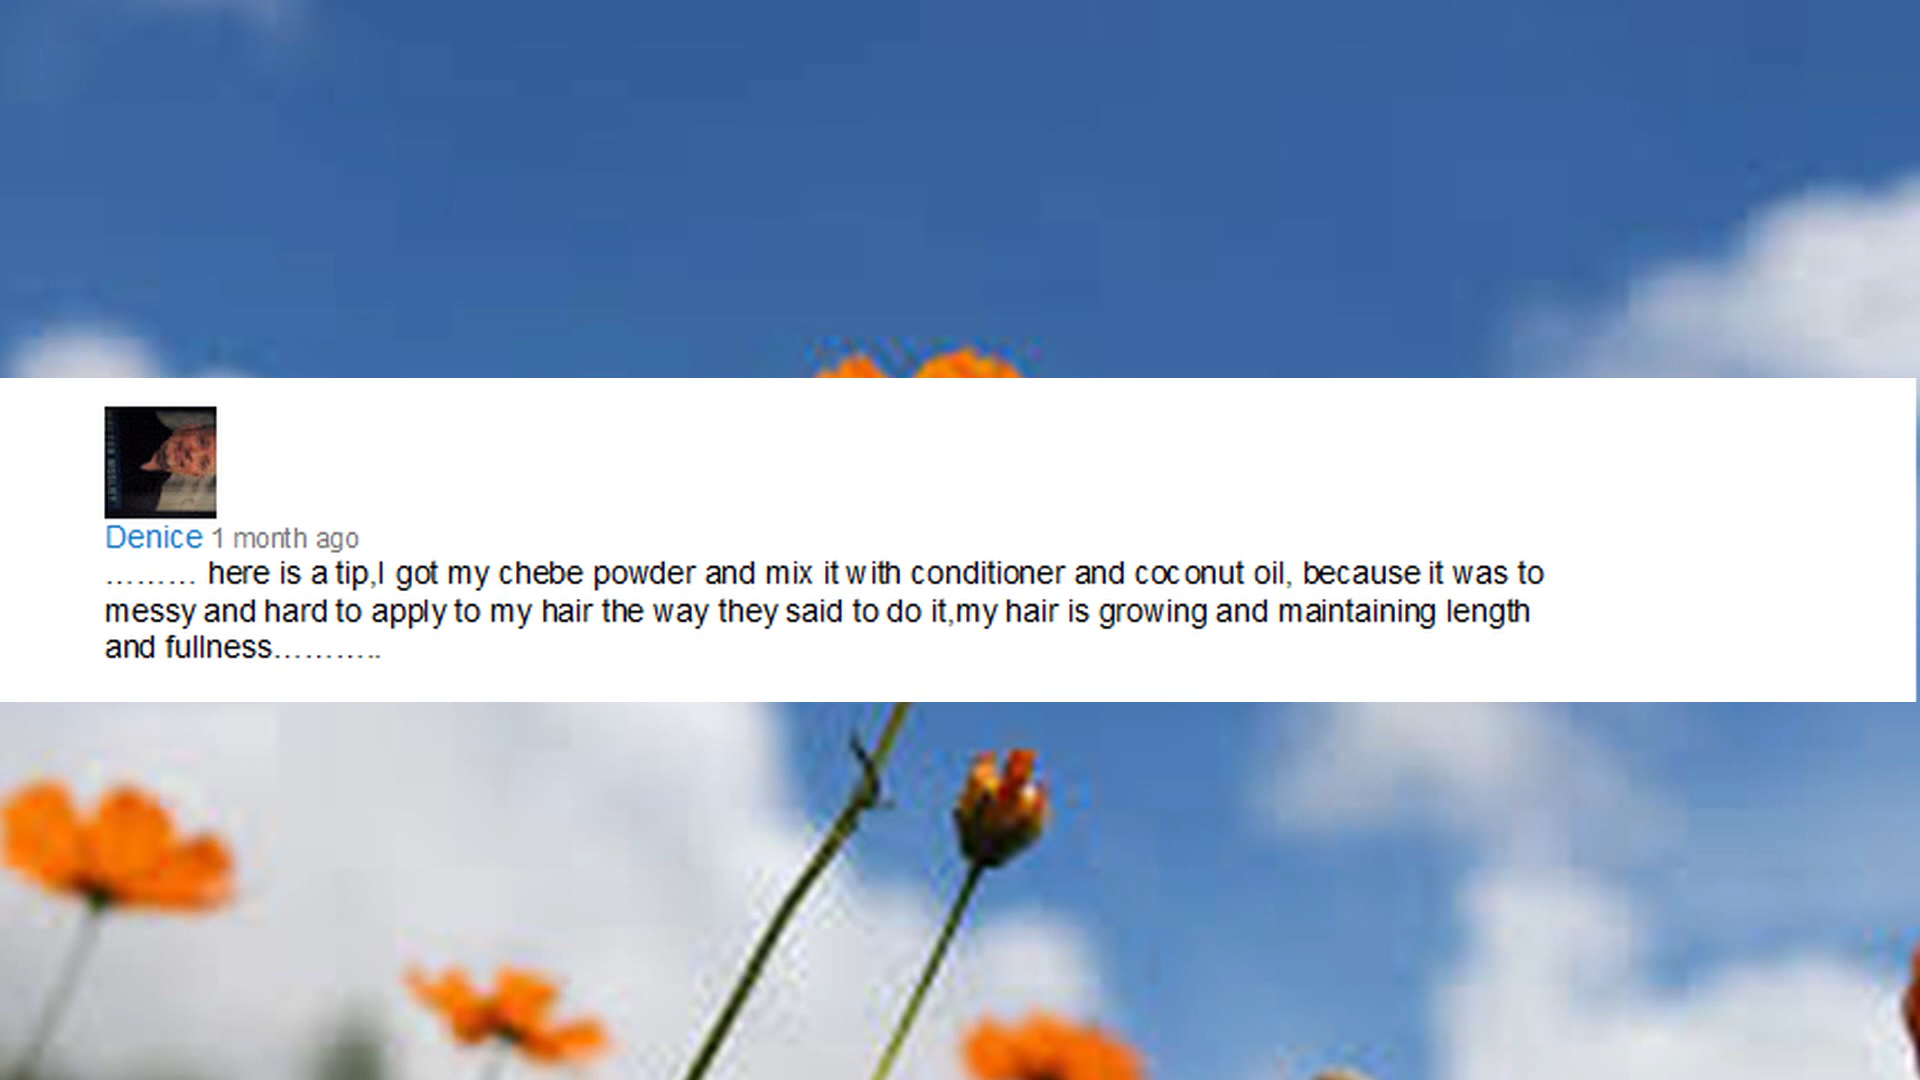 Denice 1 month ago
……… here is a tip,I got my chebe powder and mix it with conditioner and coconut oil, because it was to
messy and hard to apply to my hair the way they said to do it,my hair is growing and maintaining length
and fullness………..